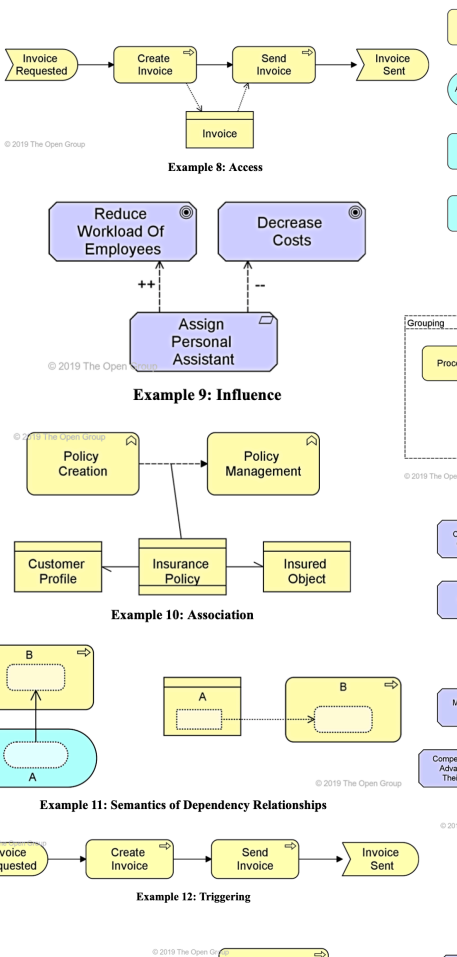 Invoice
Requested
Create
Invoice
Send
Invoice
Invoice
Sent
Invoice
© 2019 The Open Group
Example 8: Access
Reduce
Workload Of
Employees
Decrease
Costs
++
--
Assign
Personal
Assistant
© 2019 The Open Group
Example 9: Influence
Grouping
© 2019 The Open Group
Policy
Creation
Policy
Management
Customer
Profile
Insurance
Policy
Insured
Object
Example 10: Association
B
A
A
B
© 2019 The Open Group
Example 11: Semantics of Dependency Relationships
Create
Invoice
Send
Invoice
Invoice
Sent
Example 12: Triggering
© 2019 The Open Group